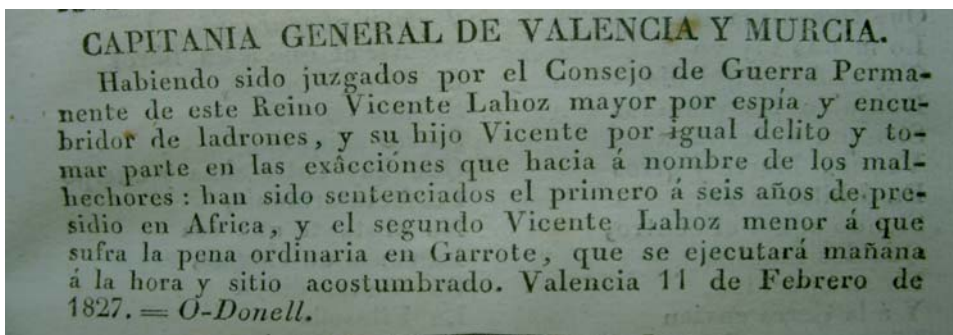 CAPITANIA GENERAL DE VALENCIA Y MURCIA.
Habiendo sido juzgados por el Consejo de Guerra Perma-
nente de este Reino Vicente Lahoz mayor por espía y encu-
bridor de ladrones, y su hijo Vicente por igual delito y to-
mar parte en las exâcciónes que hacia á nombre de los mal-
hechores : han sido sentenciados el primero á seis años de pre-
sidio en Africa, y el segundo Vicente Lahoz menor á que
sufra la pena ordinaria en Garrote, que se ejecutará mañana
á la hora y sitio acostumbrado. Valencia 11 de Febrero de
1827. = O-Donell.